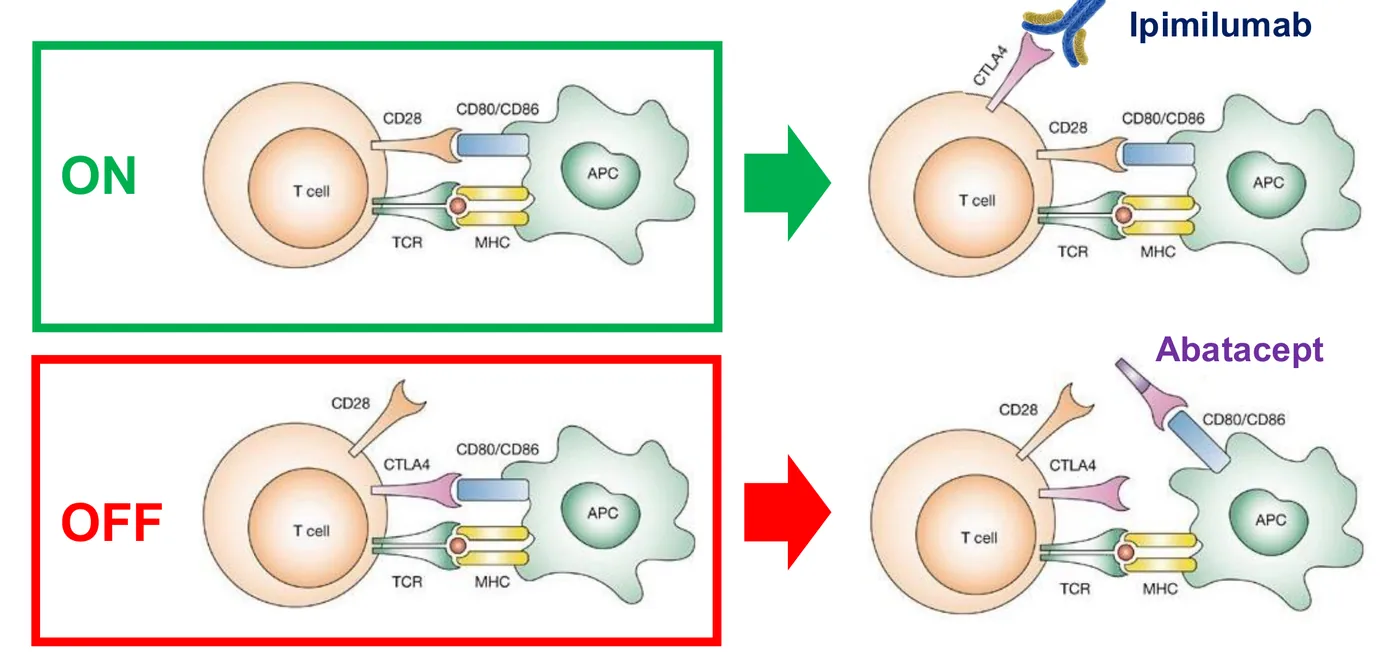 ON
CD28
CD80/CD86
T cell
APC
TCR
MHC
Ipimilumab
CTLA4
CD28
CD80/CD86
T cell
APC
TCR
MHC
OFF
CD28
CTLA4
CD80/CD86
T cell
APC
TCR
MHC
Abatacept
CD28
CD80/CD86
CTLA4
T cell
APC
TCR
MHC